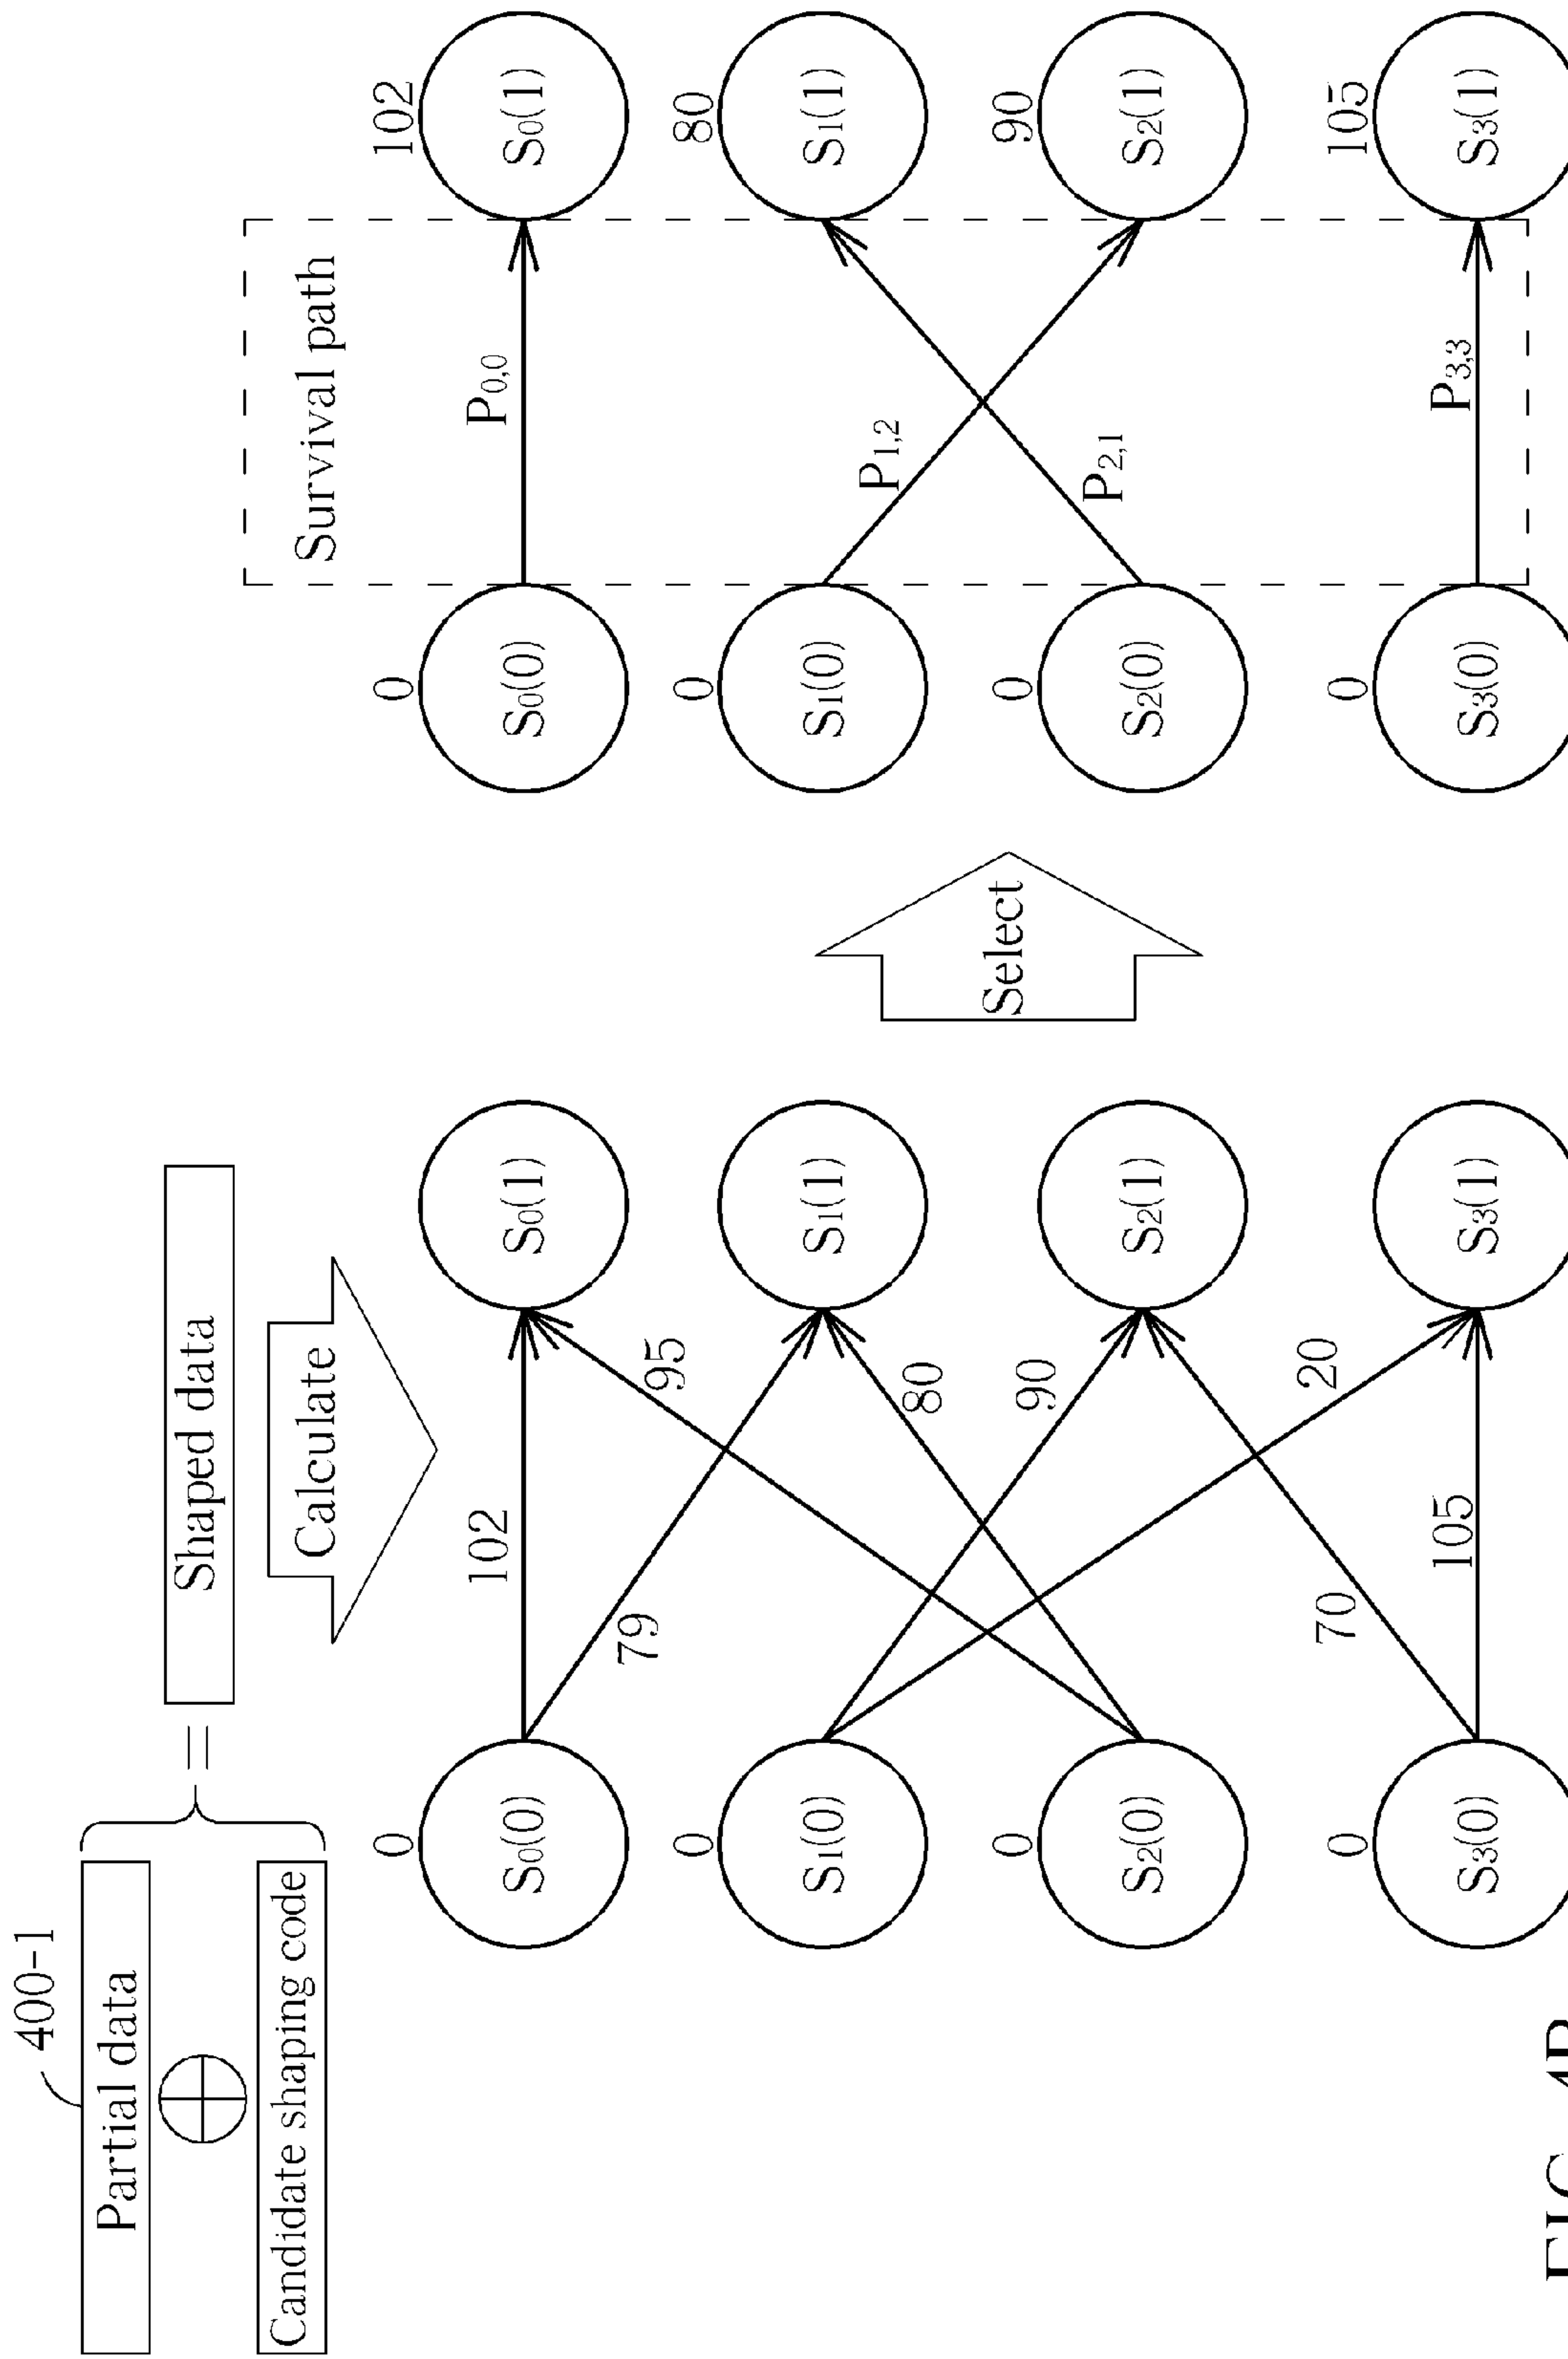 400-1
Partial data
Candidate shaping code
=
Shaped data
Calculate
0
S0(0)
0
S1(0)
0
S2(0)
0
S3(0)
102
79
95
80
90
20
70
105
S0(1)
S1(1)
S2(1)
S3(1)
Select
Survival path
0
S0(0)
0
S1(0)
0
S2(0)
0
S3(0)
P0,0
P1,2
P2,1
P3,3
102
S0(1)
80
S1(1)
90
S2(1)
105
S3(1)